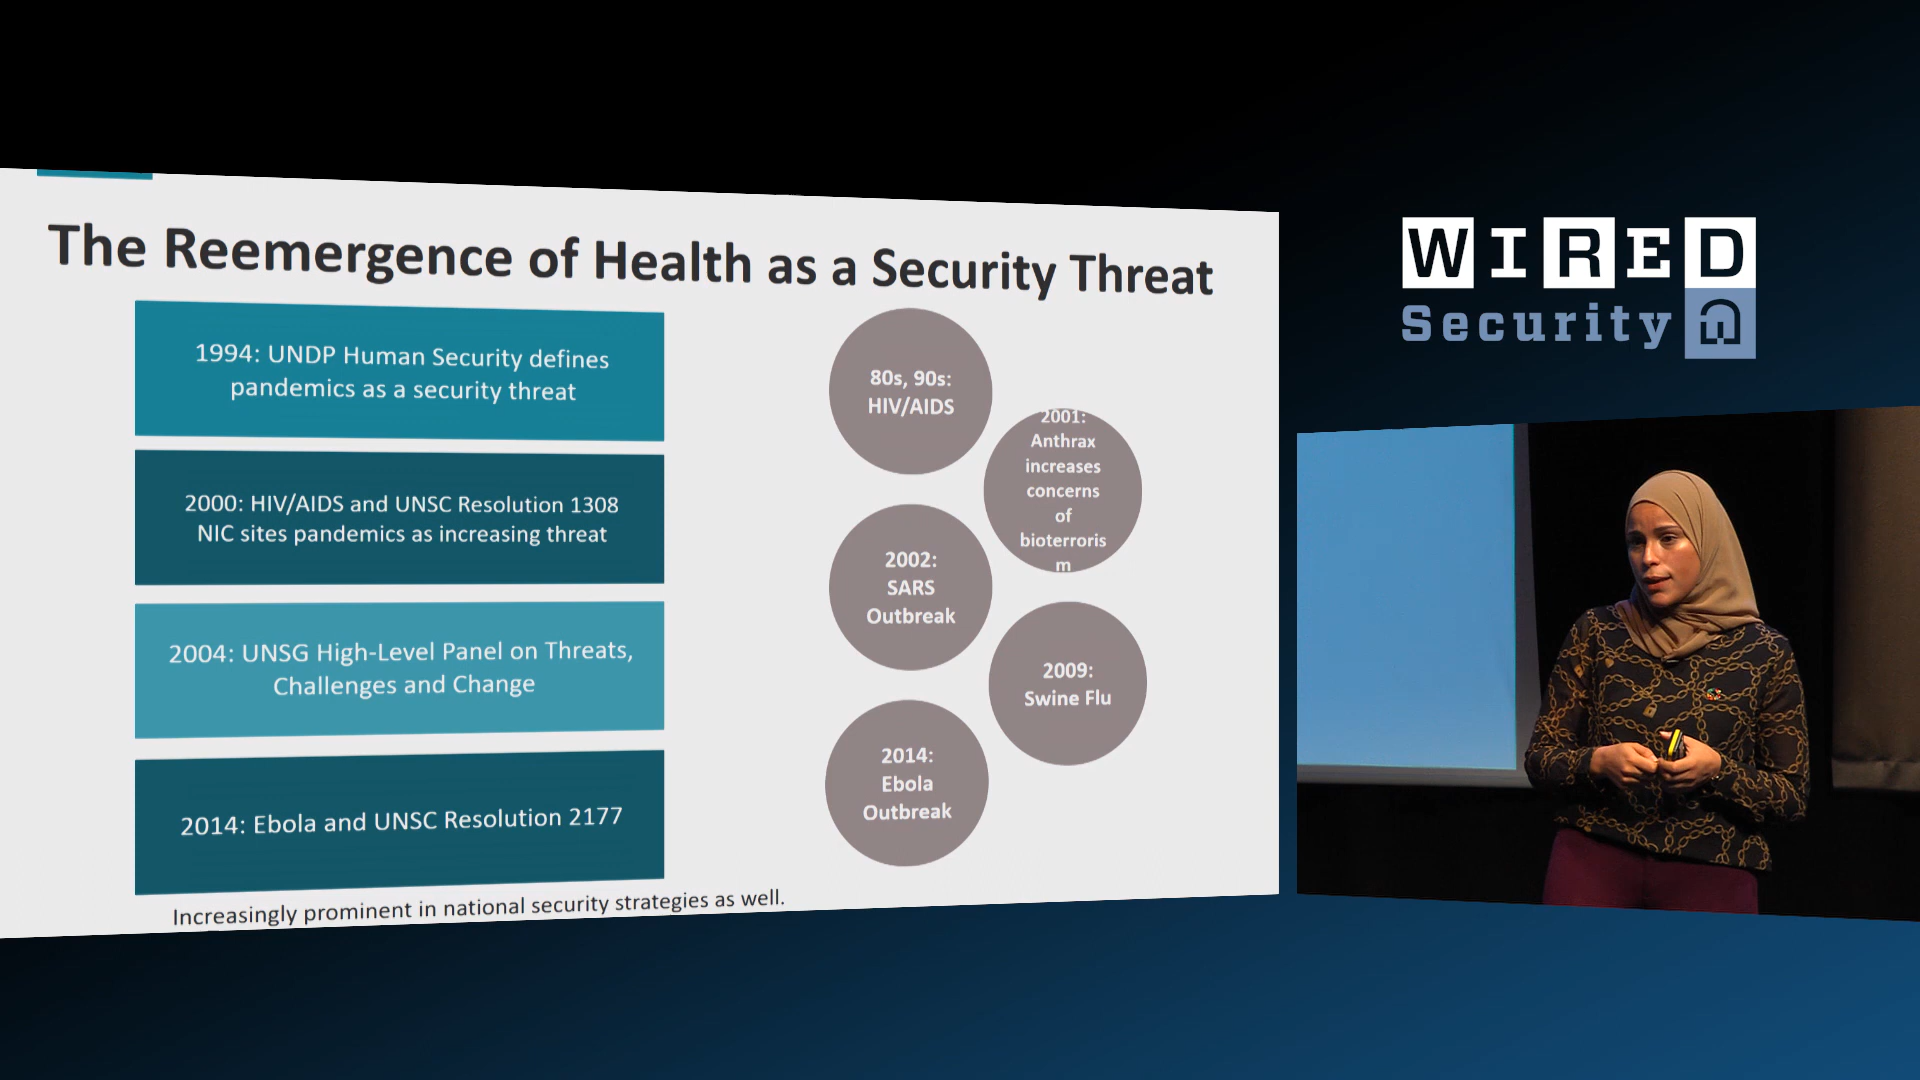 The Reemergence of Health as a Security Threat
1994: UNDP Human Security defines
pandemics as a security threat
2000: HIV/AIDS and UNSC Resolution 1308
NIC sites pandemics as increasing threat
2004: UNSG High-Level Panel on Threats,
Challenges and Change
2014: Ebola and UNSC Resolution 2177
Increasingly prominent in national security strategies as well.
80s, 90s:
HIV/AIDS
2001:
Anthrax
increases
concerns
of
bioterroris
m
2002:
SARS
Outbreak
2009:
Swine Flu
2014:
Ebola
Outbreak
WIRED
Security